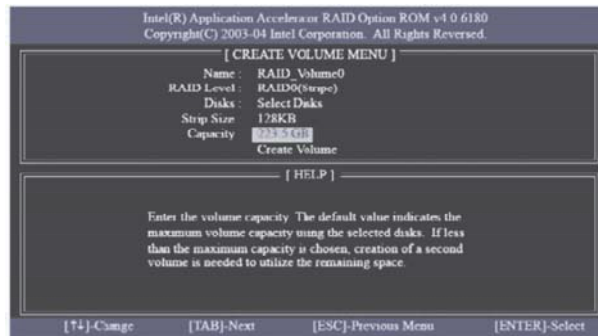 Intel(R) Application Accelerator RAID Option ROM v4 0 6180
Copyright(C) 2003-04 Intel Corporation. All Rights Reversed.
[ CREATE VOLUME MENU ]
Name : RAID_Volume0
RAID Level : RAID0(Stripe)
Disks : Select Disks
Strip Size 128KB
Capacity 223.5 GB
Create Volume
[ HELP ]
Enter the volume capacity The default value indicates the
maximum volume capacity using the selected disks. If less
than the maximum capacity is chosen, creation of a second
volume is needed to utilize the remaining space.
[↑↓]-Change [TAB]-Next [ESC]-Previous Menu [ENTER]-Select